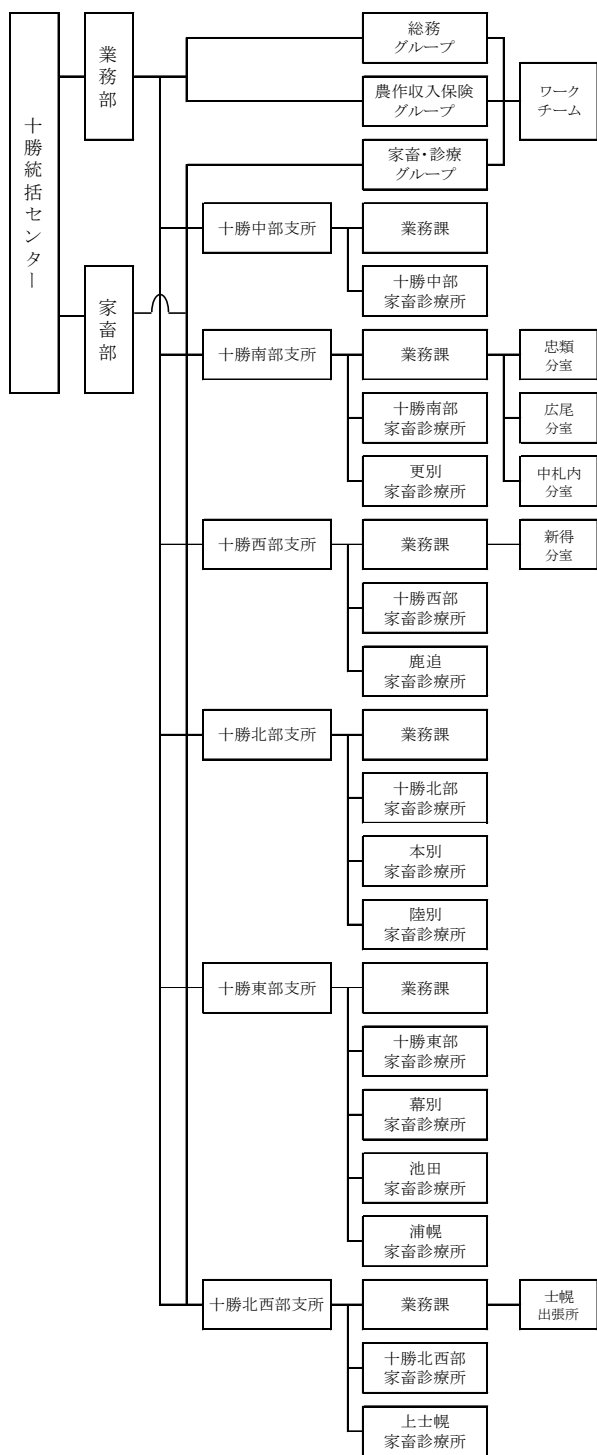 十勝統括センター
業務部
家畜部
総務
グループ
農作収入保険
グループ
家畜・診療
グループ
ワーク
チーム
十勝中部支所
業務課
十勝中部
家畜診療所
十勝南部支所
業務課
忠類
分室
十勝南部
家畜診療所
広尾
分室
更別
家畜診療所
中札内
分室
十勝西部支所
業務課
新得
分室
十勝西部
家畜診療所
鹿追
家畜診療所
十勝北部支所
業務課
十勝北部
家畜診療所
本別
家畜診療所
陸別
家畜診療所
十勝東部支所
業務課
十勝東部
家畜診療所
幕別
家畜診療所
池田
家畜診療所
浦幌
家畜診療所
十勝北西部支所
業務課
士幌
出張所
十勝北西部
家畜診療所
上士幌
家畜診療所